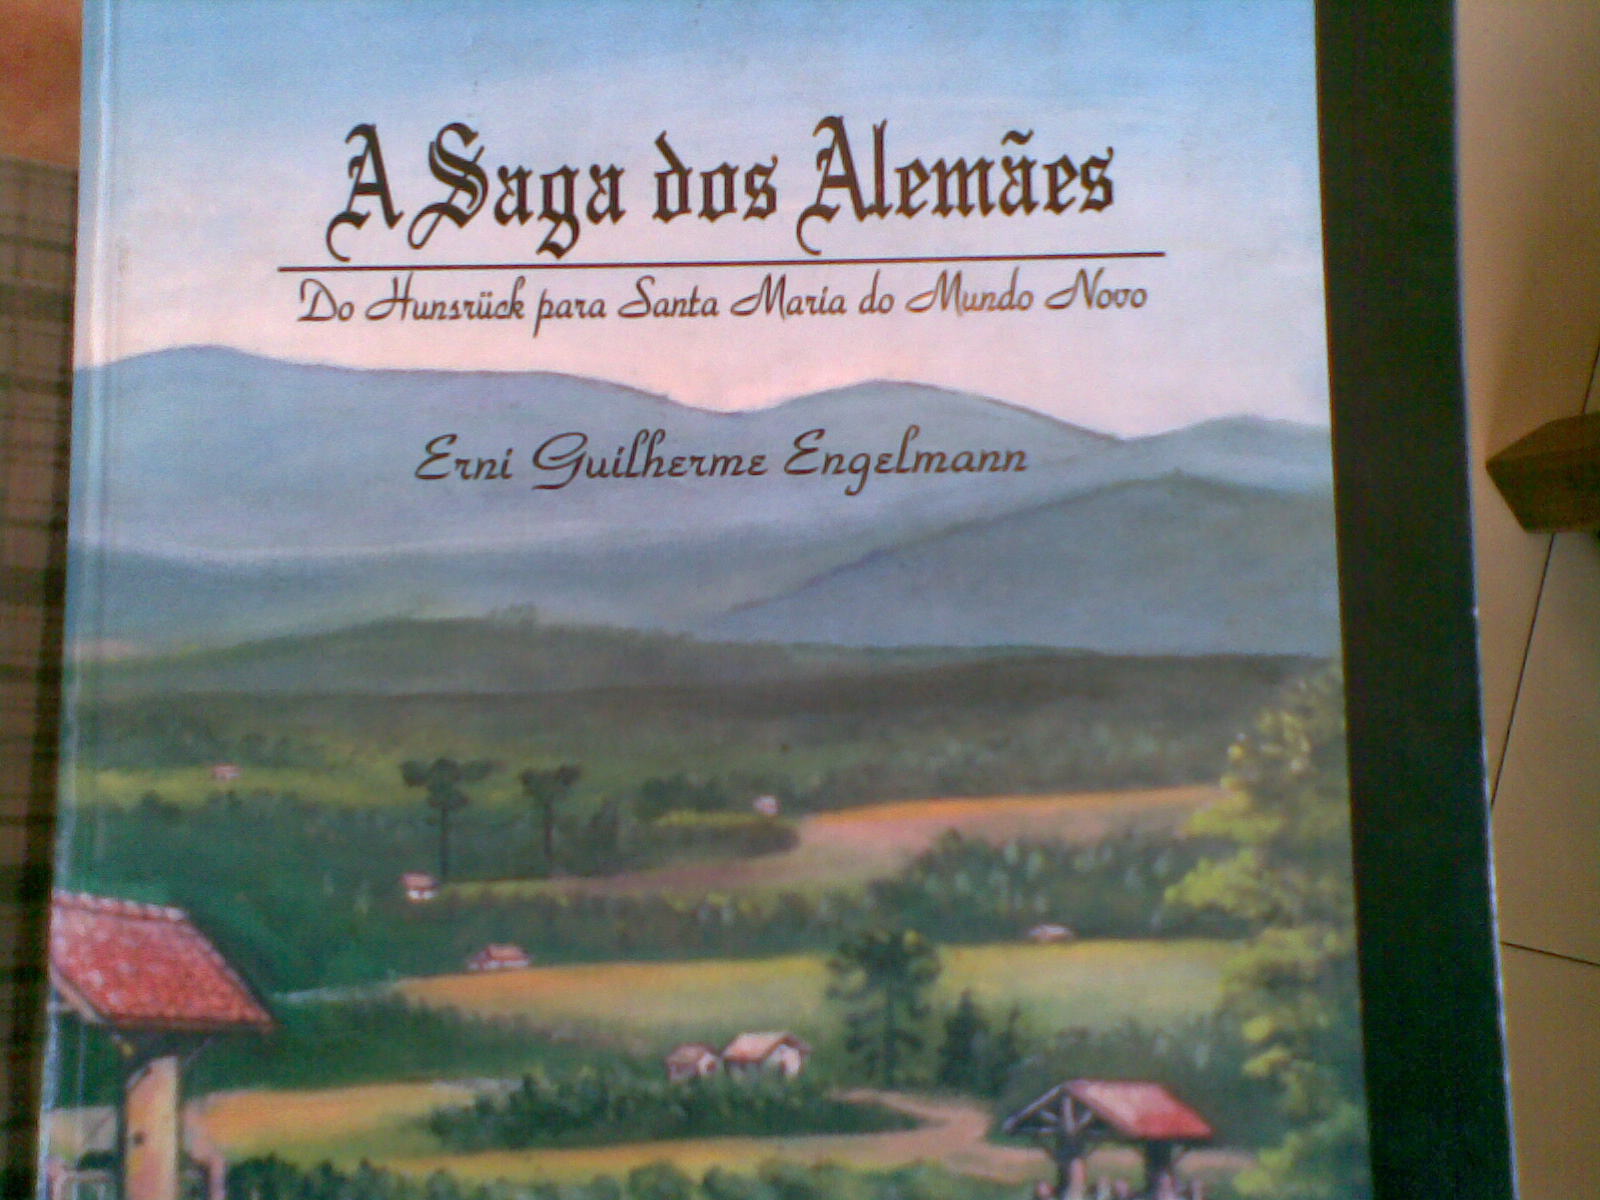 A Saga dos Alemães
Do Hunsrück para Santa Maria do Mundo Novo
Erni Guilherme Engelmann